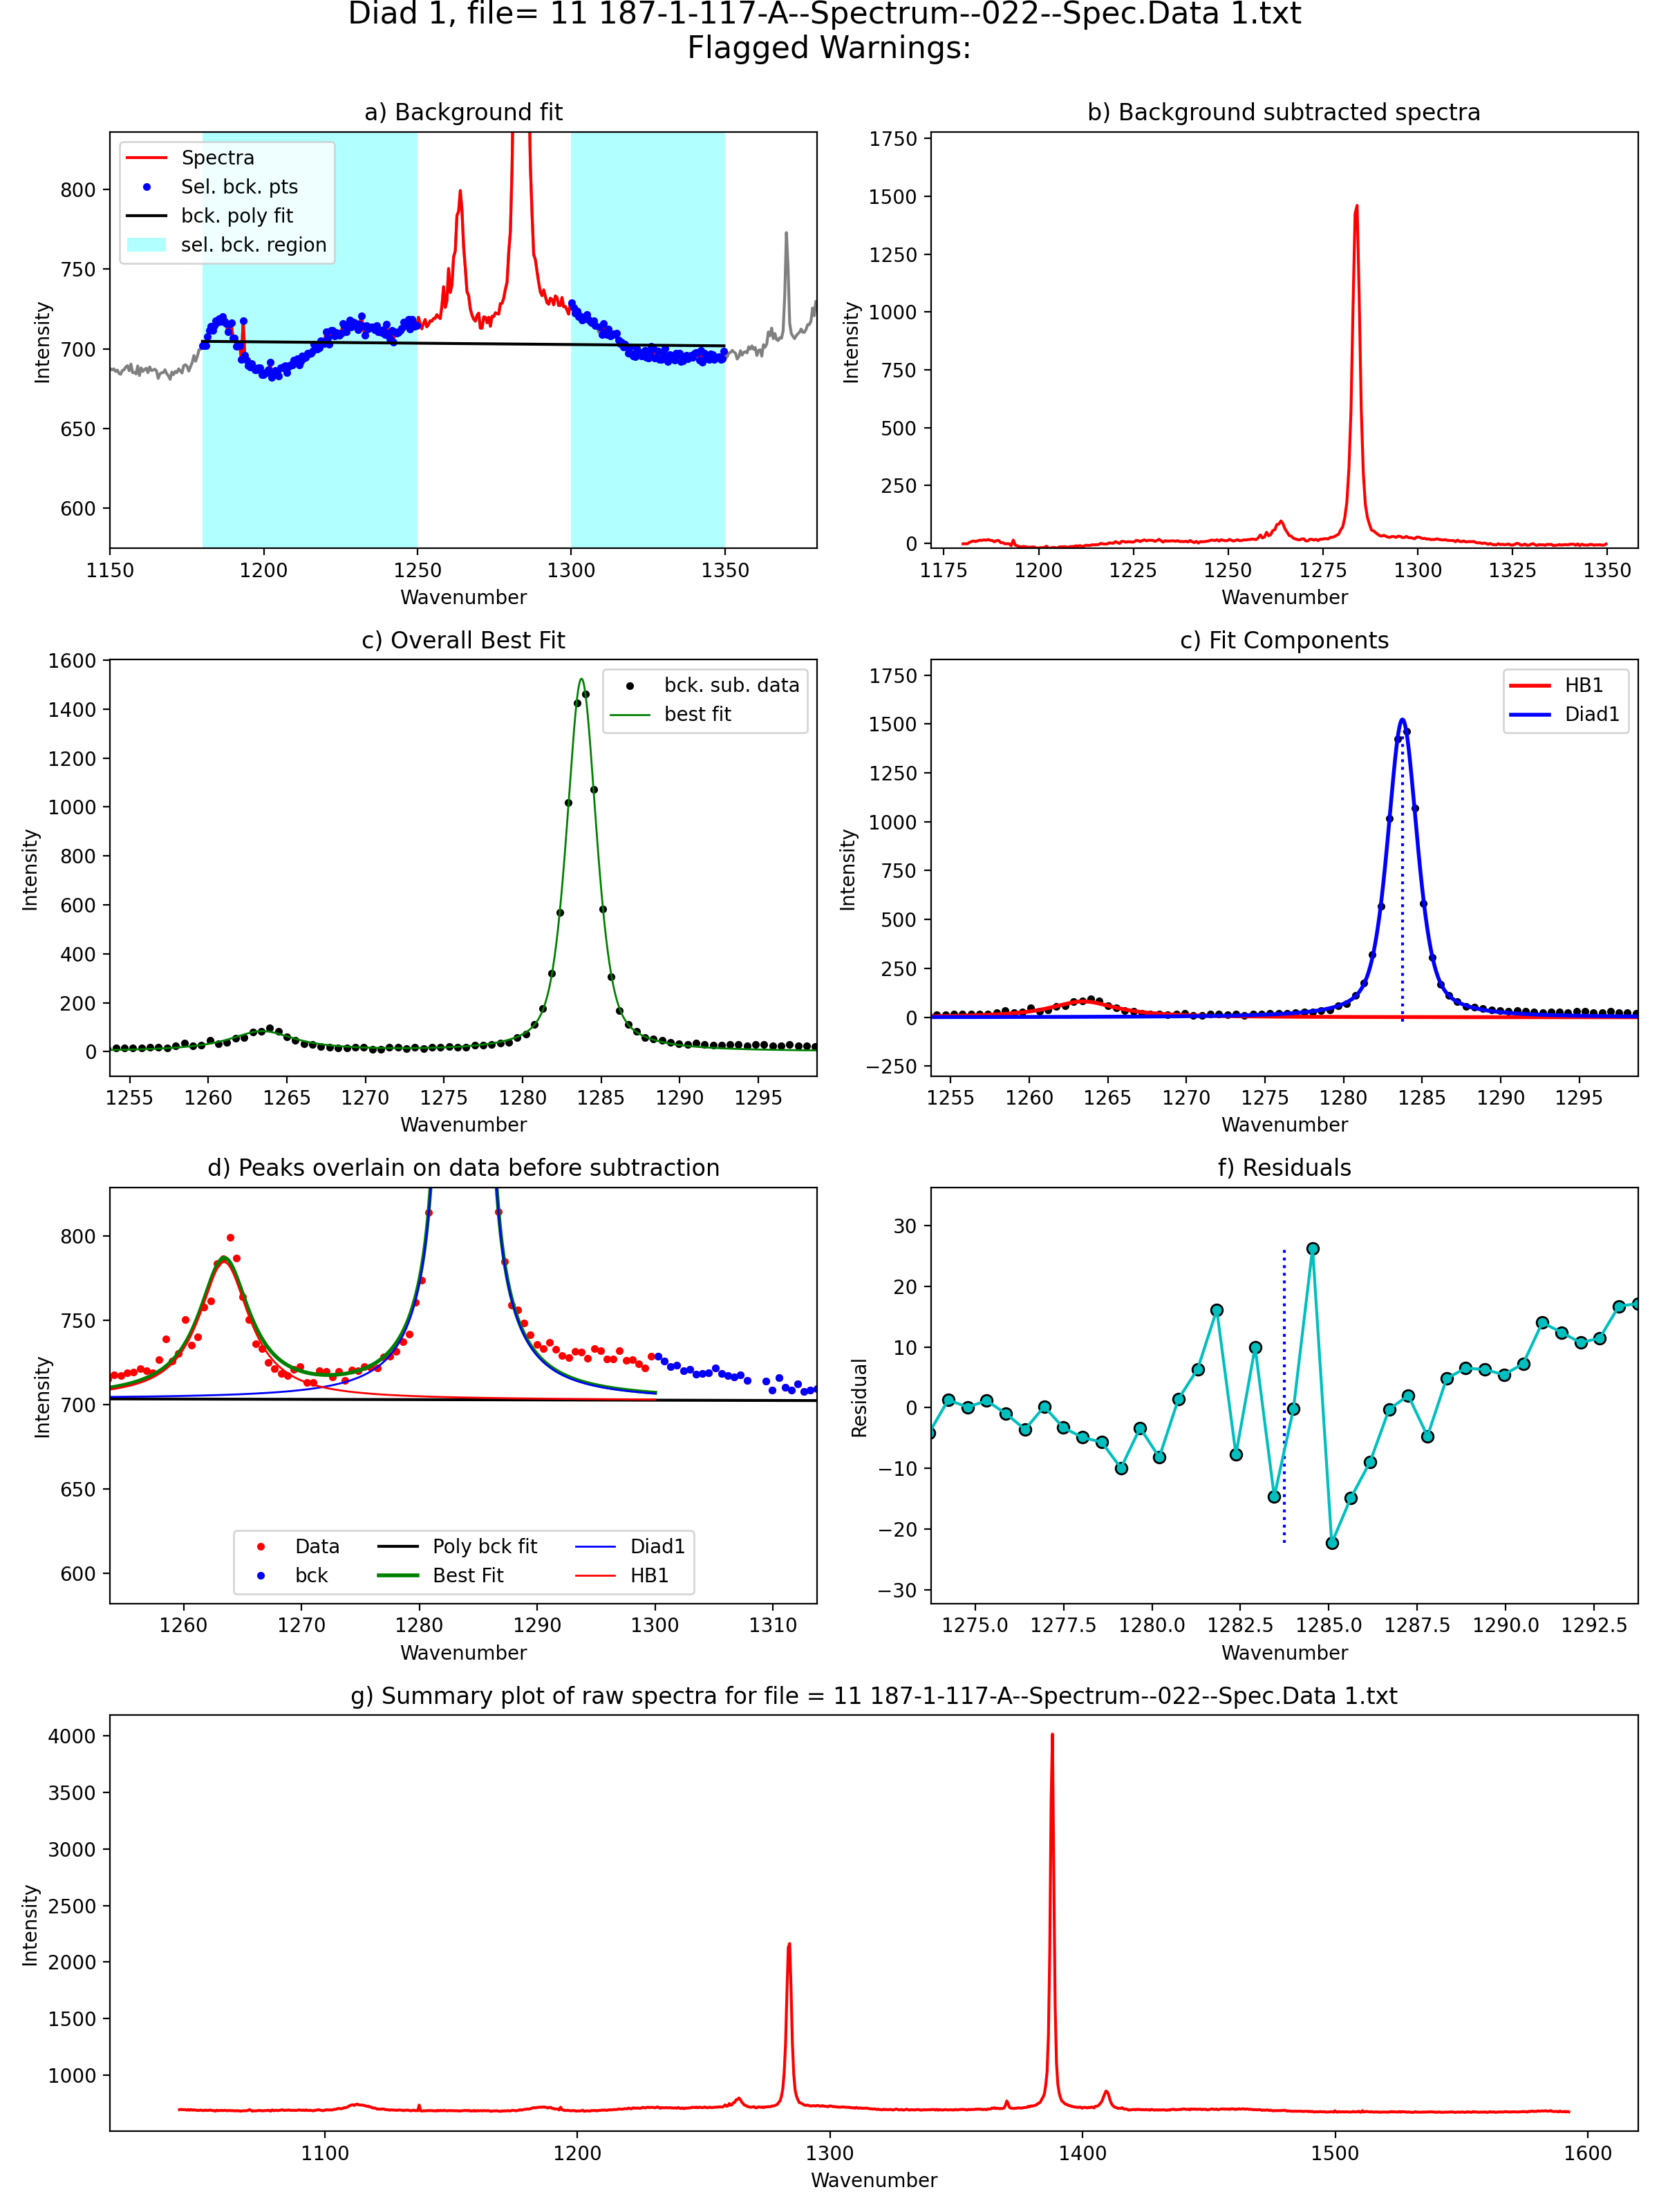 Diad 1, file= 11 187-1-117-A--Spectrum--022--Spec.Data 1.txt
Flagged Warnings:
a) Background fit
Intensity
800
750
700
650
600
Spectra
Sel. bck. pts
bck. poly fit
sel. bck. region
1150 1200 1250 1300 1350
Wavenumber
b) Background subtracted spectra
Intensity
1750
1500
1250
1000
750
500
250
0
1175 1200 1225 1250 1275 1300 1325 1350
Wavenumber
c) Overall Best Fit
Intensity
1600
1400
1200
1000
800
600
400
200
0
bck. sub. data
best fit
1255 1260 1265 1270 1275 1280 1285 1290 1295
Wavenumber
c) Fit Components
Intensity
1750
1500
1250
1000
750
500
250
0
−250
HB1
Diad1
1255 1260 1265 1270 1275 1280 1285 1290 1295
Wavenumber
d) Peaks overlain on data before subtraction
Intensity
800
750
700
650
600
Data Poly bck fit Diad1
bck Best Fit HB1
1260 1270 1280 1290 1300 1310
Wavenumber
f) Residuals
Residual
30
20
10
0
−10
−20
−30
1275.0 1277.5 1280.0 1282.5 1285.0 1287.5 1290.0 1292.5
Wavenumber
g) Summary plot of raw spectra for file = 11 187-1-117-A--Spectrum--022--Spec.Data 1.txt
Intensity
4000
3500
3000
2500
2000
1500
1000
1100 1200 1300 1400 1500 1600
Wavenumber